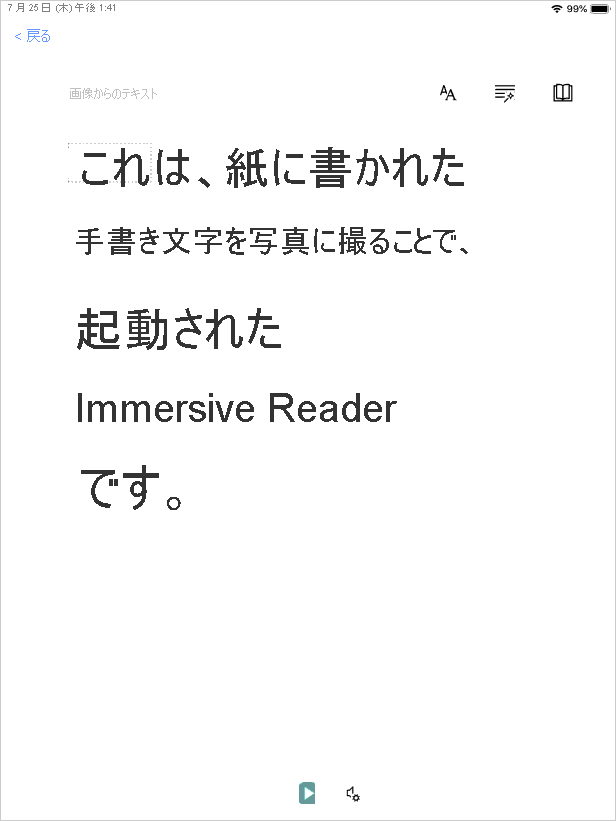 7 月 25 日 (木) 午後 1:41
99%
< 戻る
画像からのテキスト
AA
これは、紙に書かれた
手書き文字を写真に撮ることで、
起動された
Immersive Reader
です。